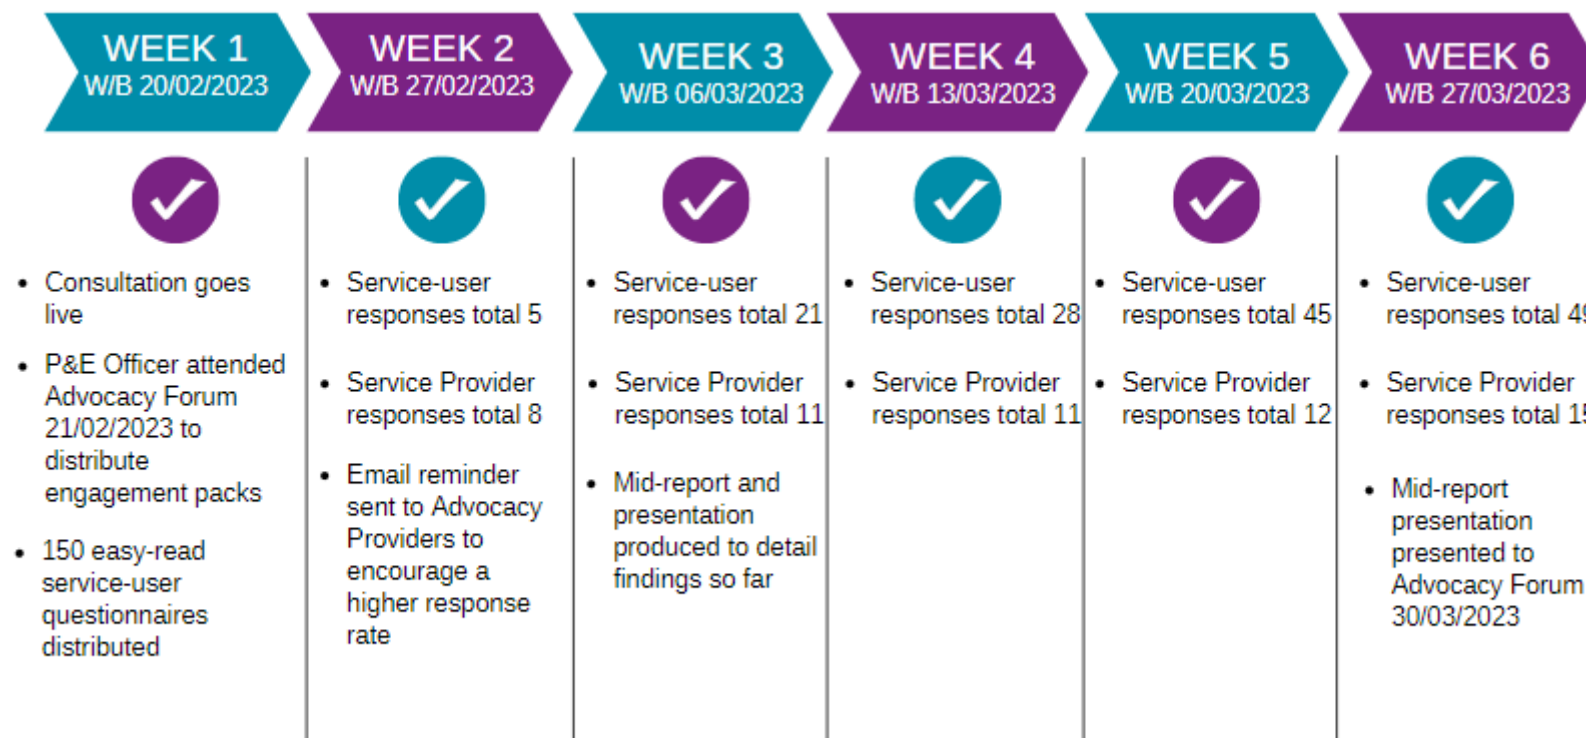 WEEK 1
W/B 20/02/2023
WEEK 2
W/B 27/02/2023
WEEK 3
W/B 06/03/2023
WEEK 4
W/B 13/03/2023
WEEK 5
W/B 20/03/2023
WEEK 6
W/B 27/03/2023
• Consultation goes
live
• P&E Officer attended
Advocacy Forum
21/02/2023 to
distribute
engagement packs
• 150 easy-read
service-user
questionnaires
distributed
• Service-user
responses total 5
• Service Provider
responses total 8
• Email reminder
sent to Advocacy
Providers to
encourage a
higher response
rate
• Service-user
responses total 21
• Service Provider
responses total 11
• Mid-report and
presentation
produced to detail
findings so far
• Service-user
responses total 28
• Service Provider
responses total 11
• Service-user
responses total 45
• Service Provider
responses total 12
• Service-user
responses total 49
• Service Provider
responses total 15
• Mid-report
presentation
presented to
Advocacy Forum
30/03/2023